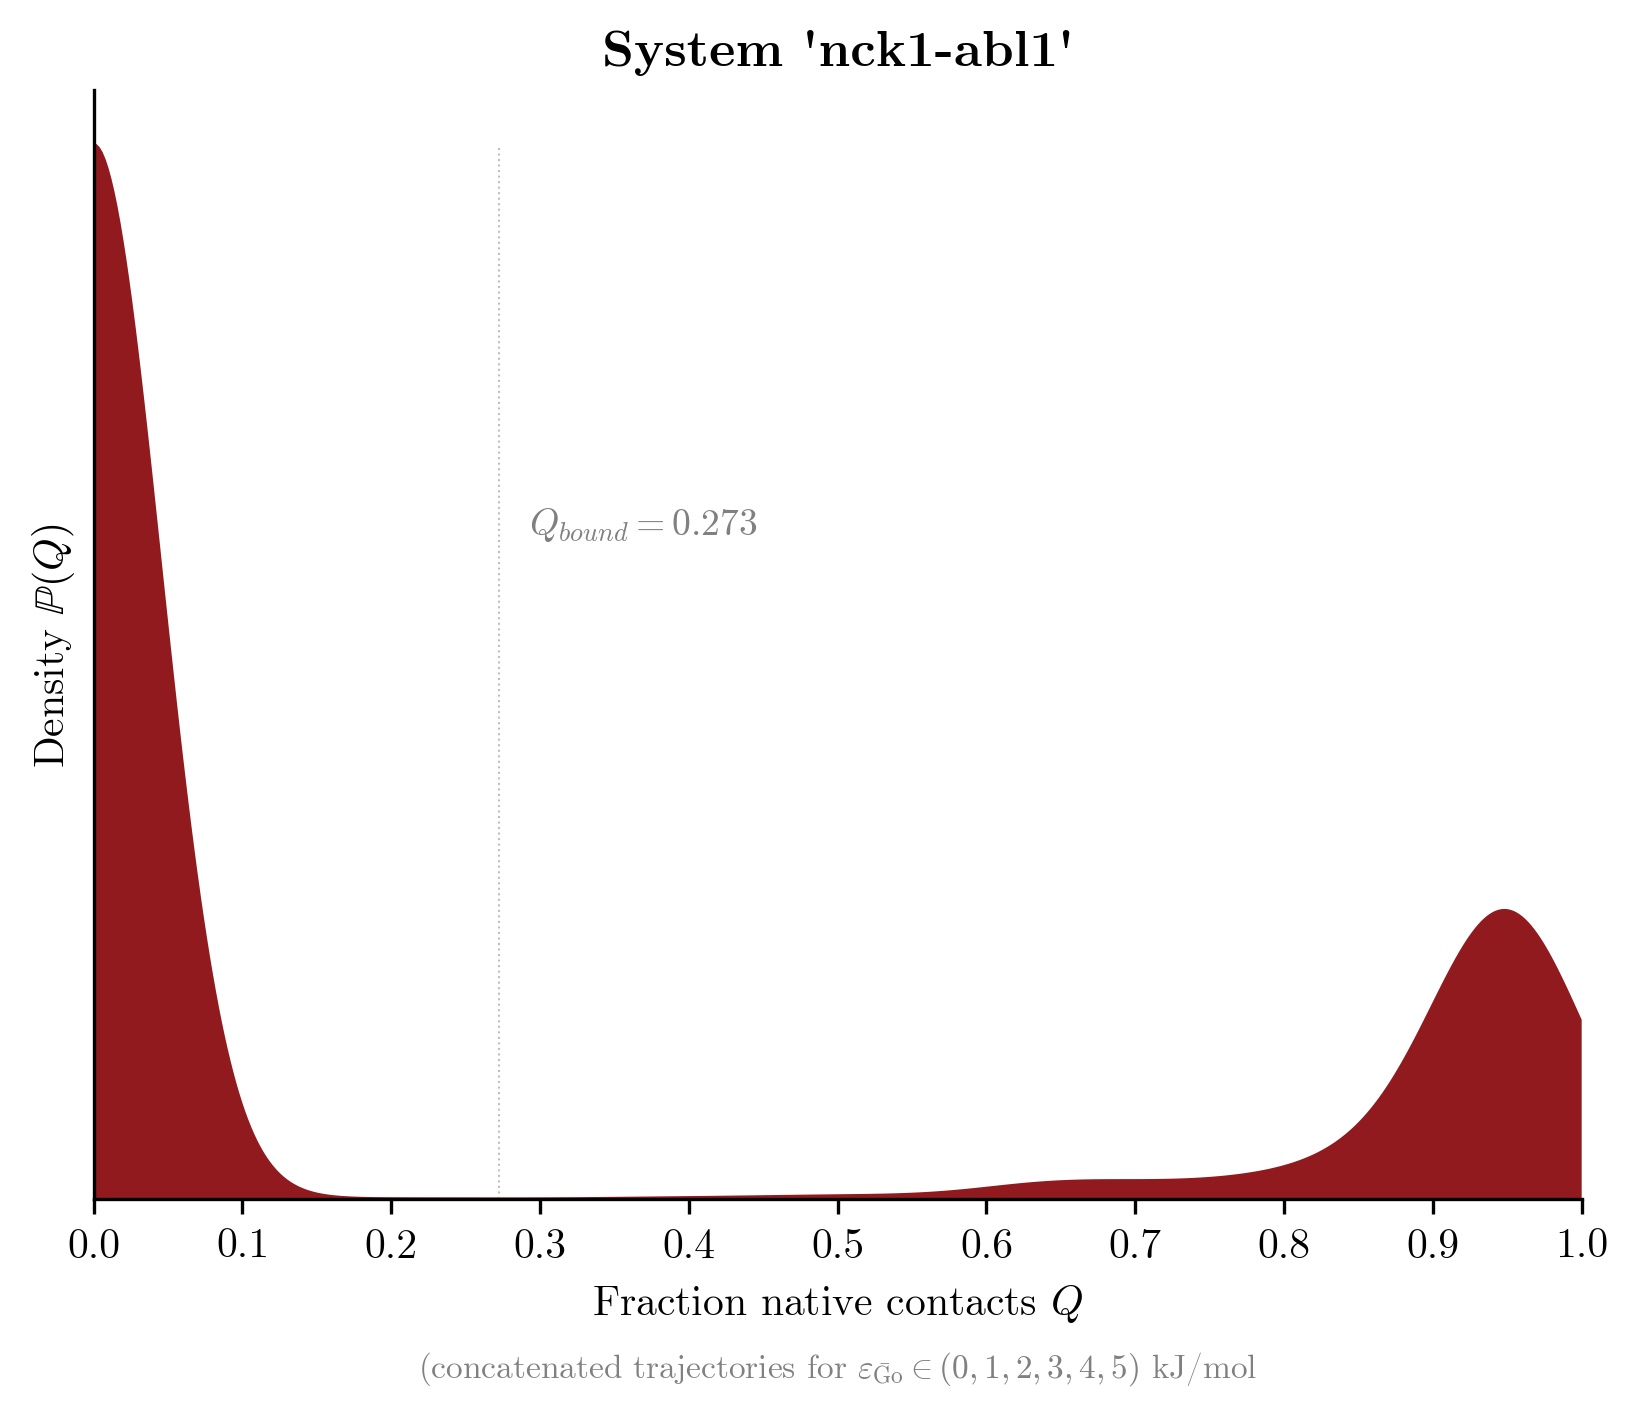 System 'nck1-abl1'
Density ℙ(Q)
Q_bound = 0.273
0.0 0.1 0.2 0.3 0.4 0.5 0.6 0.7 0.8 0.9 1.0
Fraction native contacts Q
(concatenated trajectories for ε_Ḡo ∈ (0, 1, 2, 3, 4, 5) kJ/mol